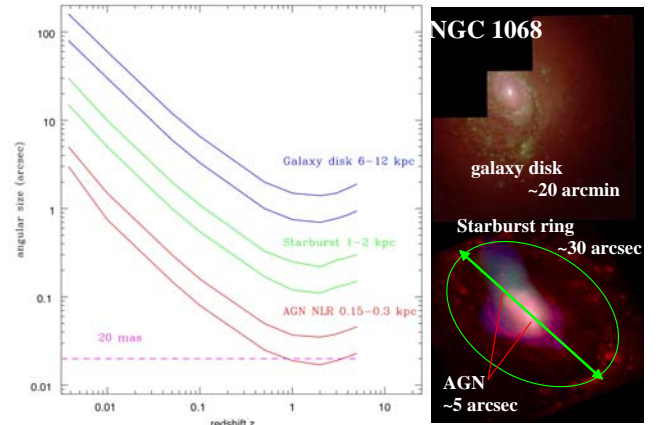 100
10
1
0.1
0.01
angular size (arcsec)
Galaxy disk 6-12 kpc
Starburst 1-2 kpc
AGN NLR 0.15-0.3 kpc
20 mas
0.01
0.1
1
10
redshift z
NGC 1068
galaxy disk
~20 arcmin
Starburst ring
~30 arcsec
AGN
~5 arcsec